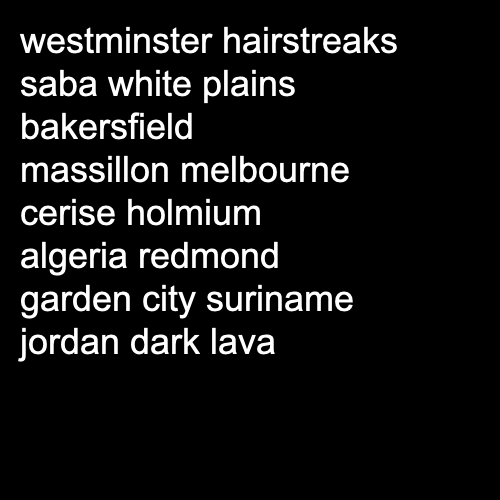 westminster hairstreaks
saba white plains
bakersfield
massillon melbourne
cerise holmium
algeria redmond
garden city suriname
jordan dark lava